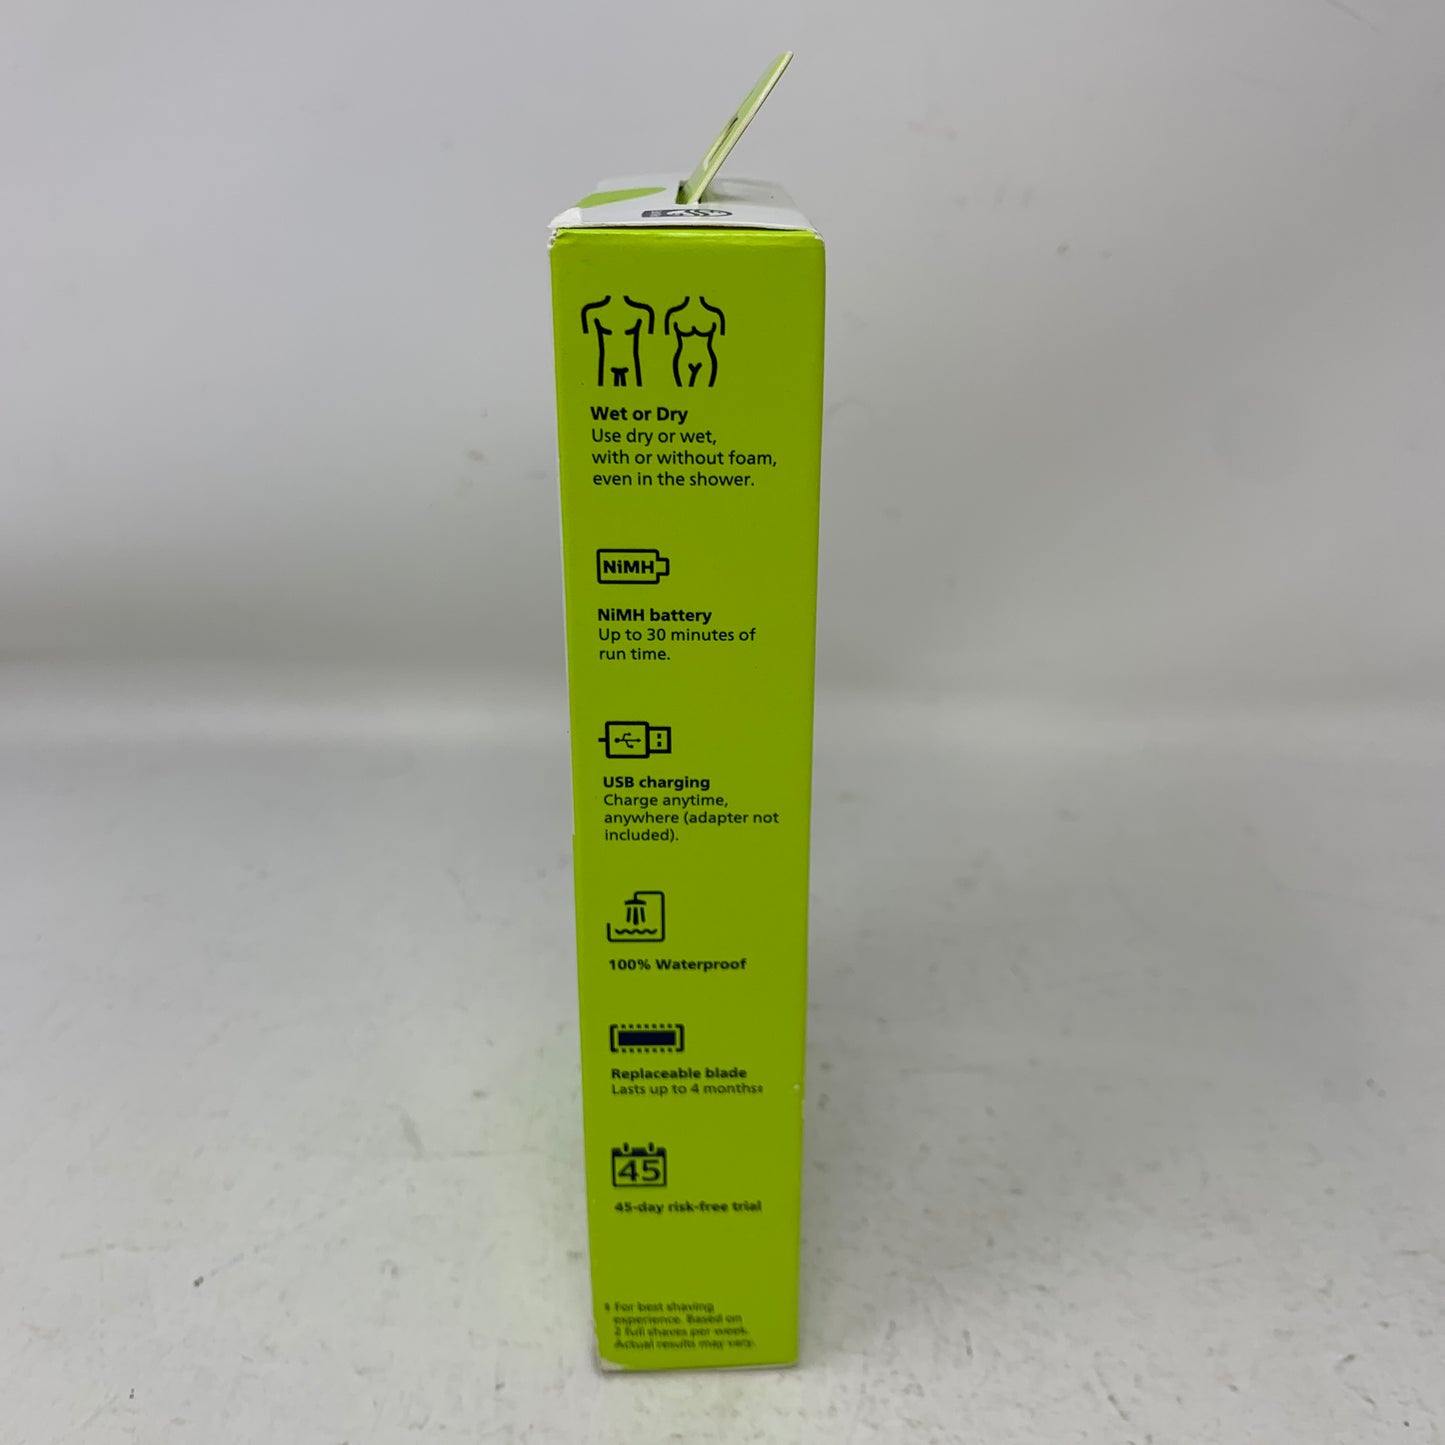 Wet or Dry
Use dry or wet,
with or without foam,
even in the shower.
NiMH
NiMH battery
Up to 30 minutes of
run time.
USB charging
Charge anytime,
anywhere (adapter not
included).
100% Waterproof
Replaceable blade
Lasts up to 4 months‡
45
45-day risk-free trial
‡ For best shaving
experience. Based on
2 full shaves per week.
Actual results may vary.